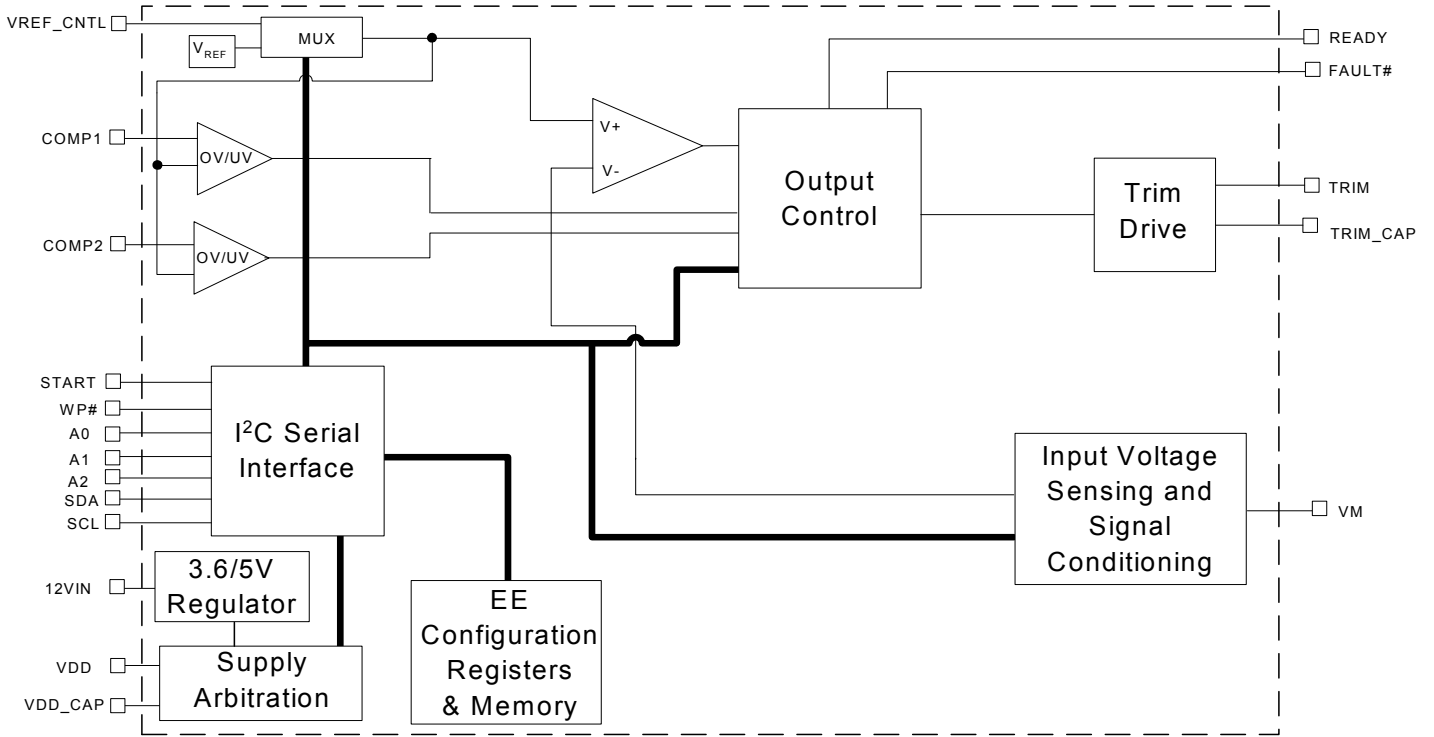 VREF_CNTL
VREF
MUX
READY
FAULT#
COMP1
OV/UV
V+
V-
Output
Control
Trim
Drive
TRIM
TRIM_CAP
COMP2
OV/UV
START
WP#
A0
A1
A2
SDA
SCL
I²C Serial
Interface
Input Voltage
Sensing and
Signal
Conditioning
VM
12VIN
3.6/5V
Regulator
EE
Configuration
Registers
& Memory
VDD
VDD_CAP
Supply
Arbitration